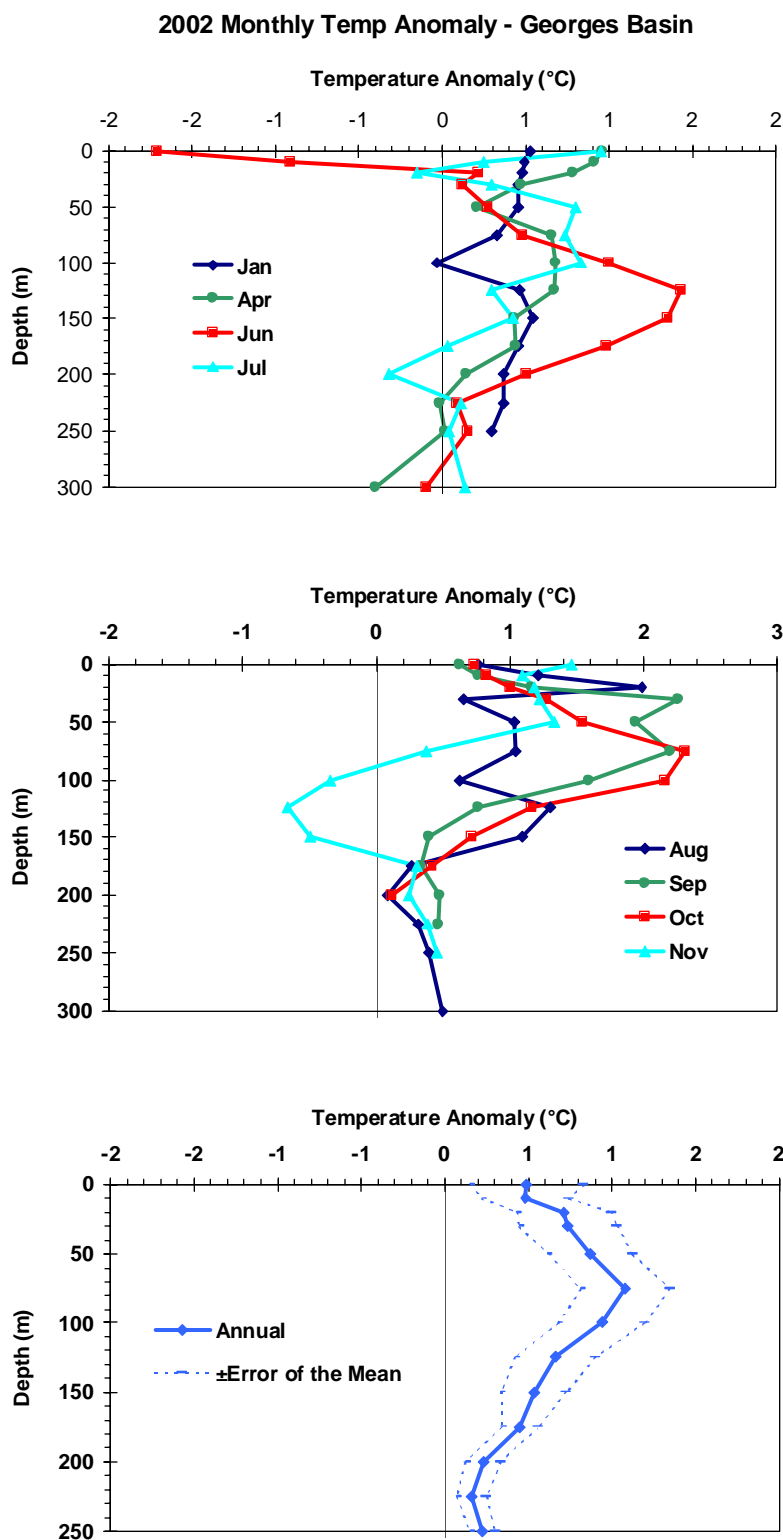 2002 Monthly Temp Anomaly - Georges Basin
Temperature Anomaly (°C)
-2 -2 -1 -1 0 1 1 2 2
0
50
100
150
200
250
300
Depth (m)
Jan
Apr
Jun
Jul
Temperature Anomaly (°C)
-2 -1 0 1 2 3
0
50
100
150
200
250
300
Depth (m)
Aug
Sep
Oct
Nov
Temperature Anomaly (°C)
-2 -2 -1 -1 0 1 1 2 2
0
50
100
150
200
250
Depth (m)
Annual
±Error of the Mean